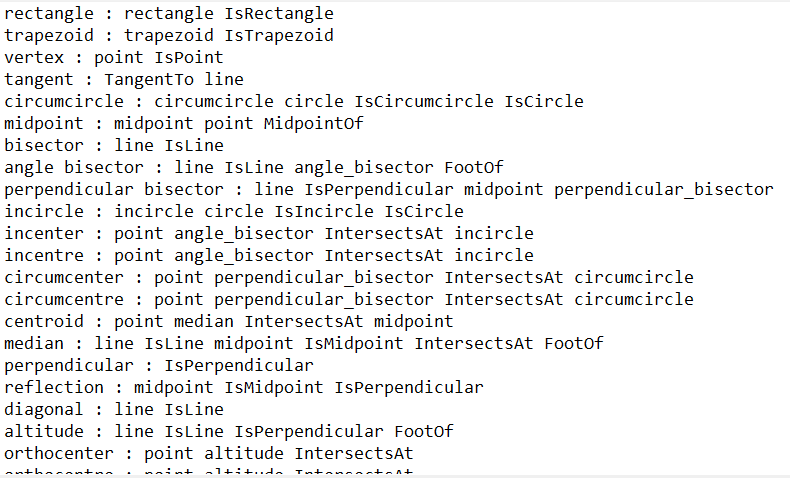 rectangle : rectangle IsRectangle
trapezoid : trapezoid IsTrapezoid
vertex : point IsPoint
tangent : TangentTo line
circumcircle : circumcircle circle IsCircumcircle IsCircle
midpoint : midpoint point MidpointOf
bisector : line IsLine
angle bisector : line IsLine angle_bisector FootOf
perpendicular bisector : line IsPerpendicular midpoint perpendicular_bisector
incircle : incircle circle IsIncircle IsCircle
incenter : point angle_bisector IntersectsAt incircle
incentre : point angle_bisector IntersectsAt incircle
circumcenter : point perpendicular_bisector IntersectsAt circumcircle
circumcentre : point perpendicular_bisector IntersectsAt circumcircle
centroid : point median IntersectsAt midpoint
median : line IsLine midpoint IsMidpoint IntersectsAt FootOf
perpendicular : IsPerpendicular
reflection : midpoint IsMidpoint IsPerpendicular
diagonal : line IsLine
altitude : line IsLine IsPerpendicular FootOf
orthocenter : point altitude IntersectsAt
orthocentre : point altitude IntersectsAt